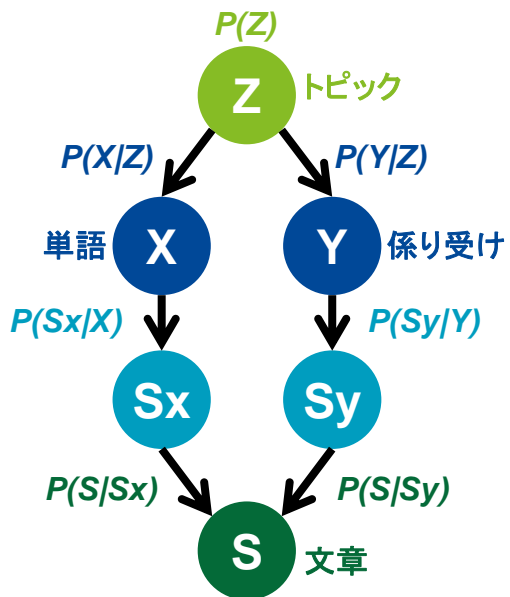 P(Z)
Z トピック
P(X|Z) P(Y|Z)
単語 X Y 係り受け
P(Sx|X) P(Sy|Y)
Sx Sy
P(S|Sx) P(S|Sy)
S 文章